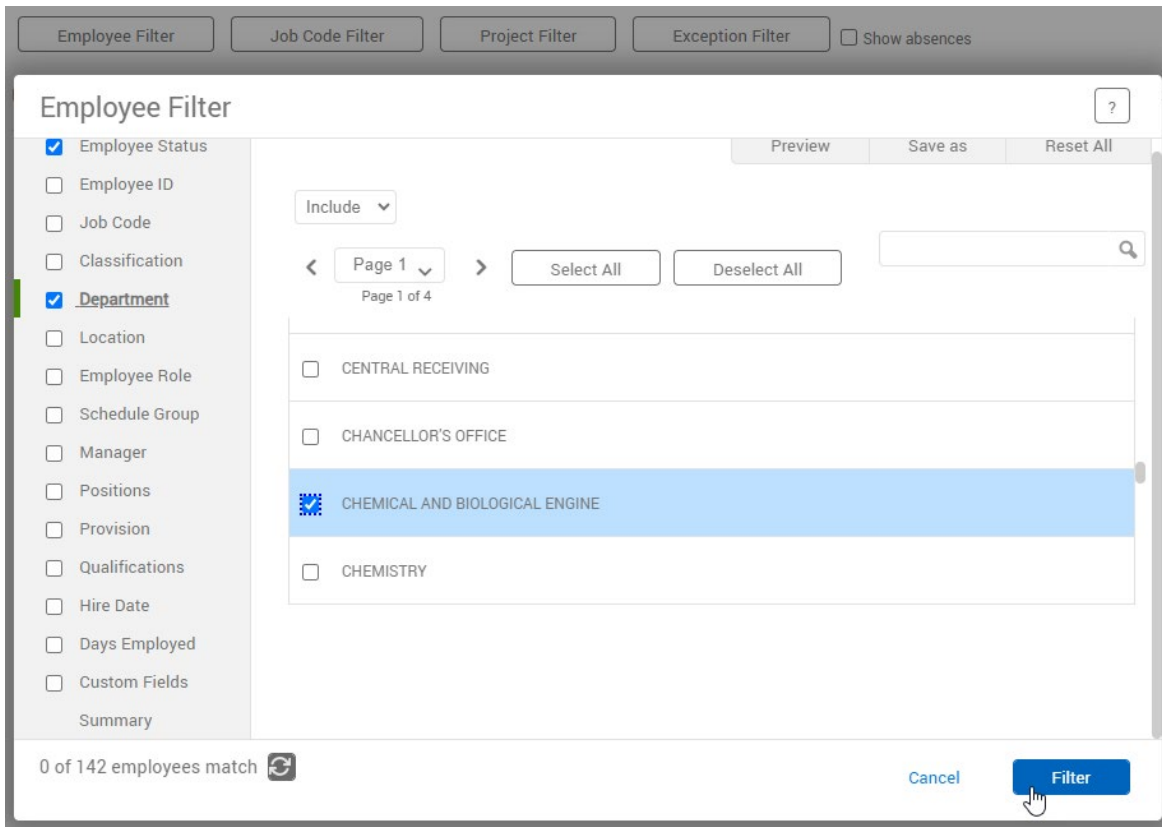 Employee Filter
Job Code Filter
Project Filter
Exception Filter
Show absences
Employee Filter
?
Employee Status
Employee ID
Job Code
Classification
Department
Location
Employee Role
Schedule Group
Manager
Positions
Provision
Qualifications
Hire Date
Days Employed
Custom Fields
Summary
Preview
Save as
Reset All
Include
Page 1
Page 1 of 4
Select All
Deselect All
CENTRAL RECEIVING
CHANCELLOR'S OFFICE
CHEMICAL AND BIOLOGICAL ENGINE
CHEMISTRY
0 of 142 employees match
Cancel
Filter